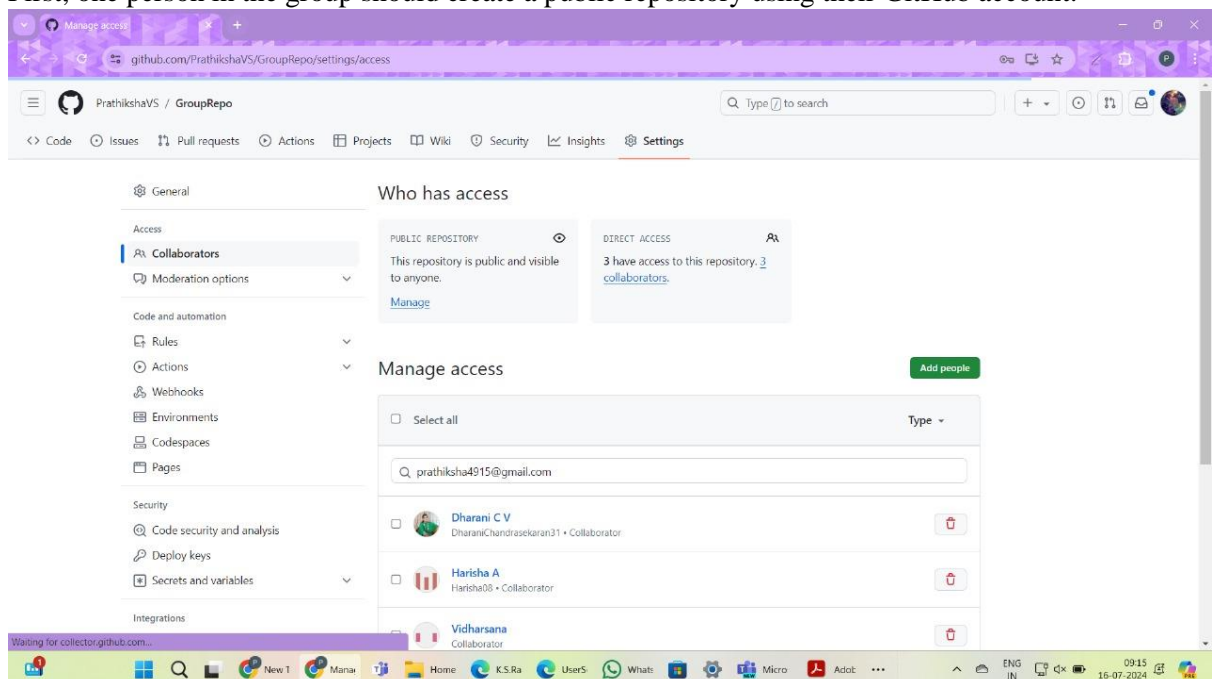 First, one person in the group should create a public repository using their GitHub account.
Manage access
github.com/PrathikshaVS/GroupRepo/settings/access
P
PrathikshaVS / GroupRepo
Type / to search
<> Code Issues Pull requests Actions Projects Wiki Security Insights Settings
General
Access
Collaborators
Moderation options
Code and automation
Rules
Actions
Webhooks
Environments
Codespaces
Pages
Security
Code security and analysis
Deploy keys
Secrets and variables
Integrations
Who has access
PUBLIC REPOSITORY
This repository is public and visible
to anyone.
Manage
DIRECT ACCESS
3 have access to this repository. 3
collaborators.
Manage access
Add people
Select all
Type
prathiksha4915@gmail.com
Dharani C V
DharaniChandrasekaran31 • Collaborator
Harisha A
Harisha08 • Collaborator
Vidharsana
Collaborator
Waiting for collector.github.com...
New T Mana Home K.S.Ra UserS Whats Micro Adob ...
ENG
IN
09:15
16-07-2024